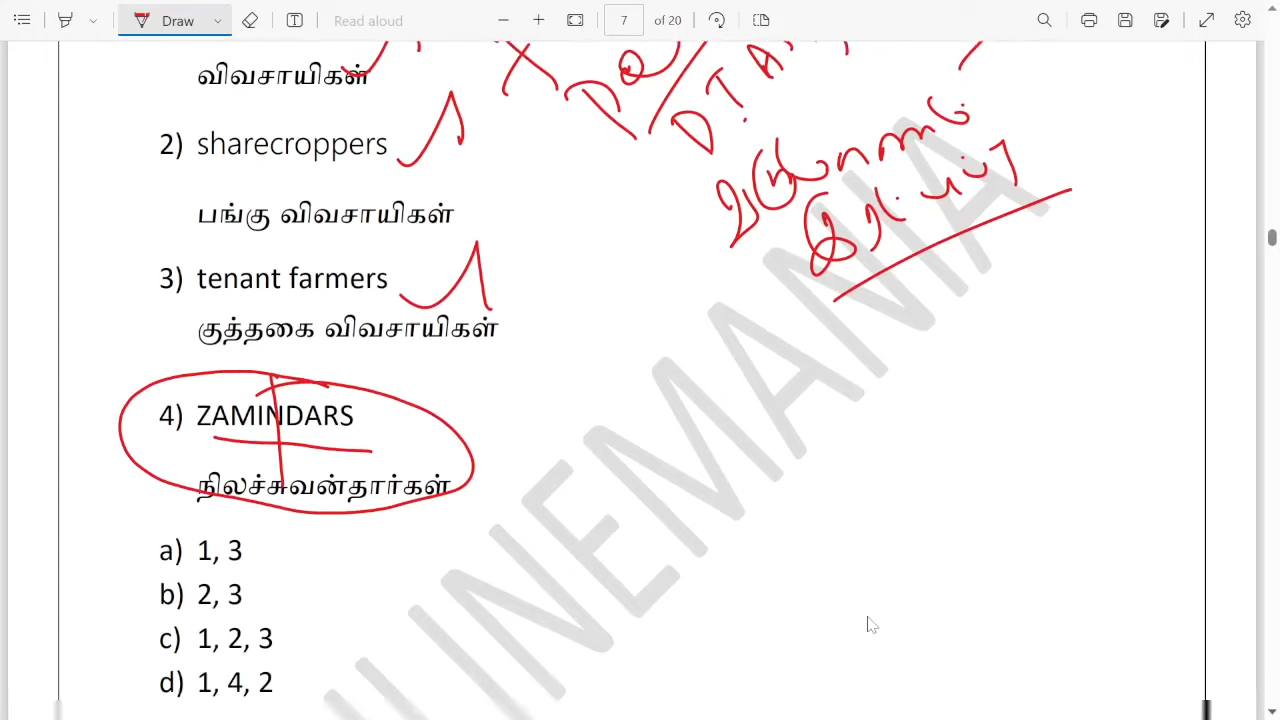 Draw
Read aloud
7 of 20
விவசாயிகள்
2) sharecroppers
பங்கு விவசாயிகள்
3) tenant farmers
குத்தகை விவசாயிகள்
4) ZAMINDARS
நிலச்சுவன்தார்கள்
a) 1, 3
b) 2, 3
c) 1, 2, 3
d) 1, 4, 2